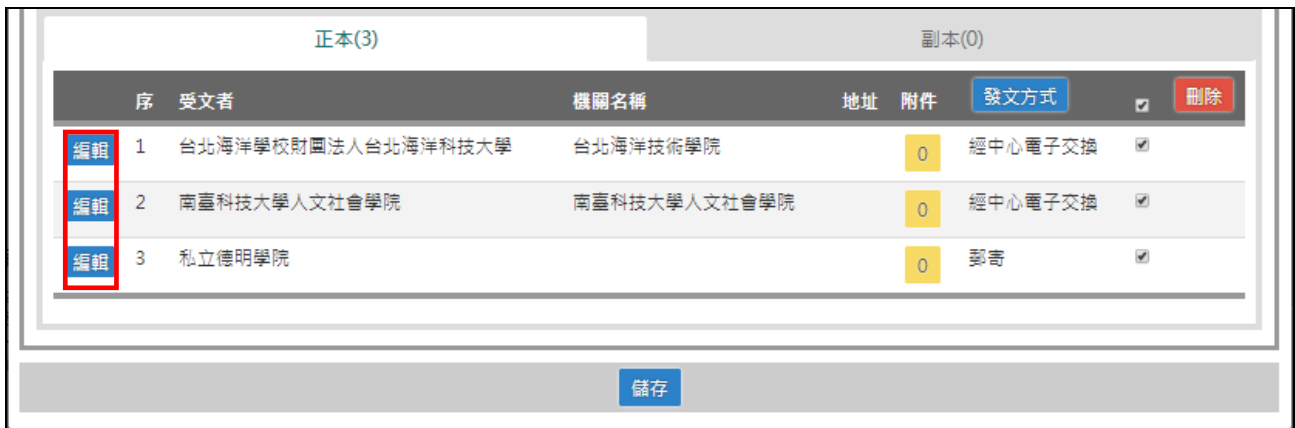 正本(3) 副本(0)
序 受文者 機關名稱 地址 附件 發文方式 刪除
編輯 1 台北海洋學校財團法人台北海洋科技大學 台北海洋技術學院 0 經中心電子交換
編輯 2 南臺科技大學人文社會學院 南臺科技大學人文社會學院 0 經中心電子交換
編輯 3 私立德明學院 0 郵寄
儲存